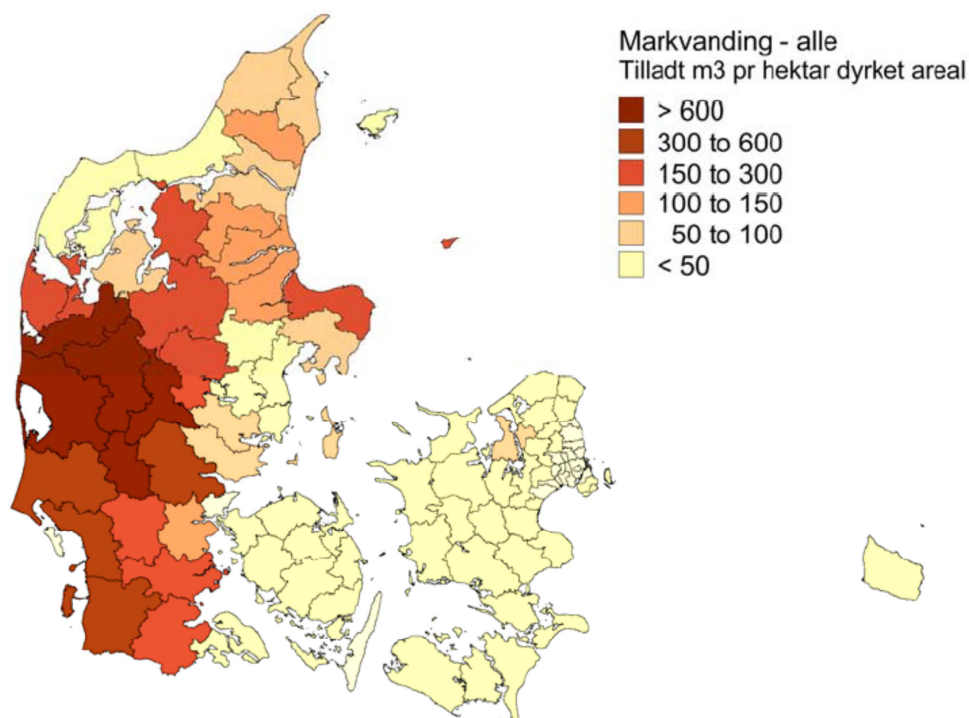 Markvanding - alle
Tilladt m3 pr hektar dyrket areal
> 600
300 to 600
150 to 300
100 to 150
50 to 100
< 50